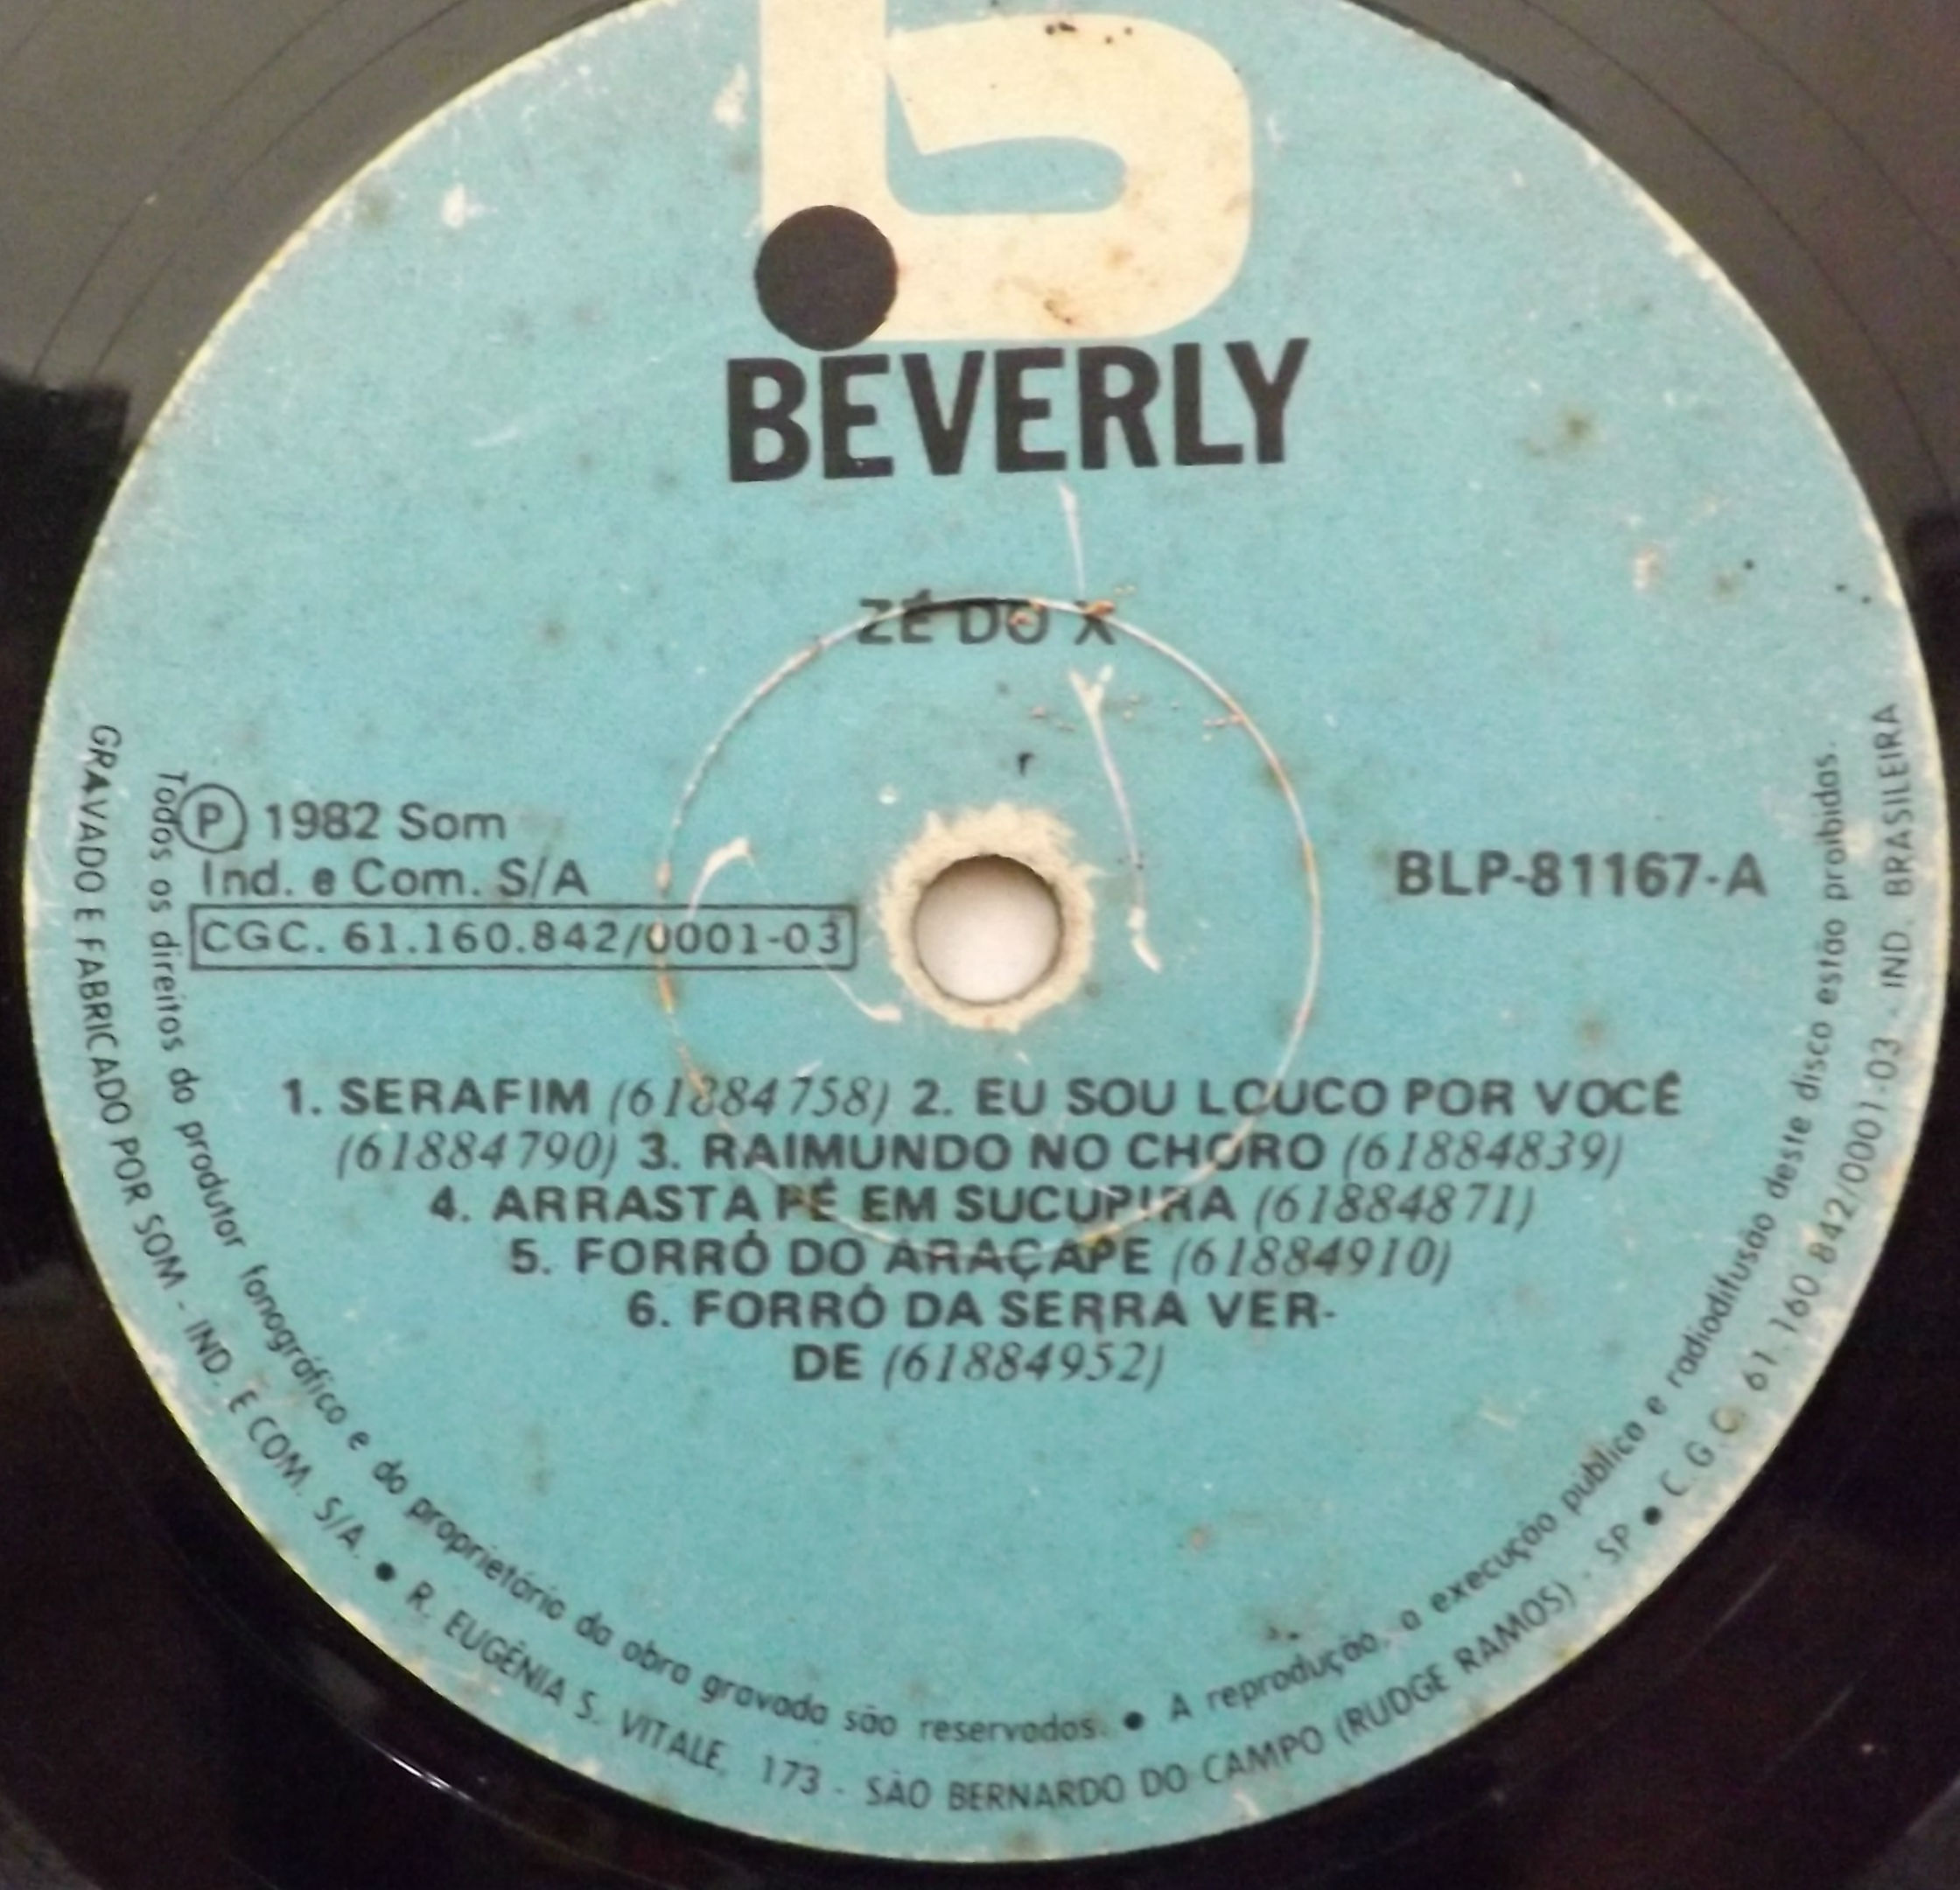 b
BEVERLY
ZÉ DO X
Ⓟ 1982 Som
Ind. e Com. S/A
CGC. 61.160.842/0001-03
BLP-81167-A
1. SERAFIM (61884758) 2. EU SOU LOUCO POR VOCÊ
(61884790) 3. RAIMUNDO NO CHORO (61884839)
4. ARRASTA PÉ EM SUCUPIRA (61884871)
5. FORRÓ DO ARAÇAPE (61884910)
6. FORRÓ DA SERRA VER-
DE (61884952)
Todos os direitos do produtor fonográfico e do proprietário da obra gravada são reservados. ● A reprodução, a execução pública e radiodifusão deste disco estão proibidas.
GRAVADO E FABRICADO POR SOM - IND. E COM. S/A. ● R. EUGÊNIA S. VITALE, 173 - SÃO BERNARDO DO CAMPO (RUDGE RAMOS) - SP ● C.G.C. 61.160.842/0001-03 - IND. BRASILEIRA